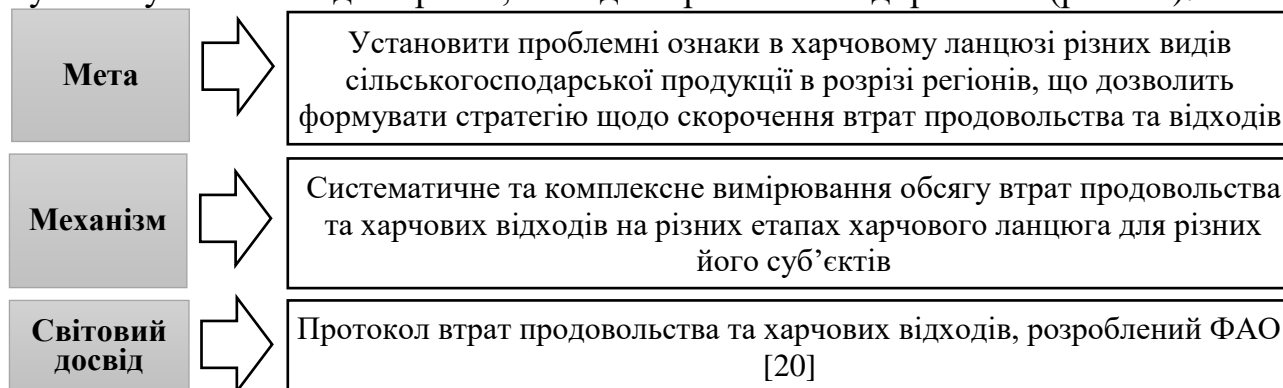 Мета
Установити проблемні ознаки в харчовому ланцюзі різних видів
сільськогосподарської продукції в розрізі регіонів, що дозволить
формувати стратегію щодо скорочення втрат продовольства та відходів
Механізм
Систематичне та комплексне вимірювання обсягу втрат продовольства
та харчових відходів на різних етапах харчового ланцюга для різних
його суб’єктів
Світовий
досвід
Протокол втрат продовольства та харчових відходів, розроблений ФАО
[20]